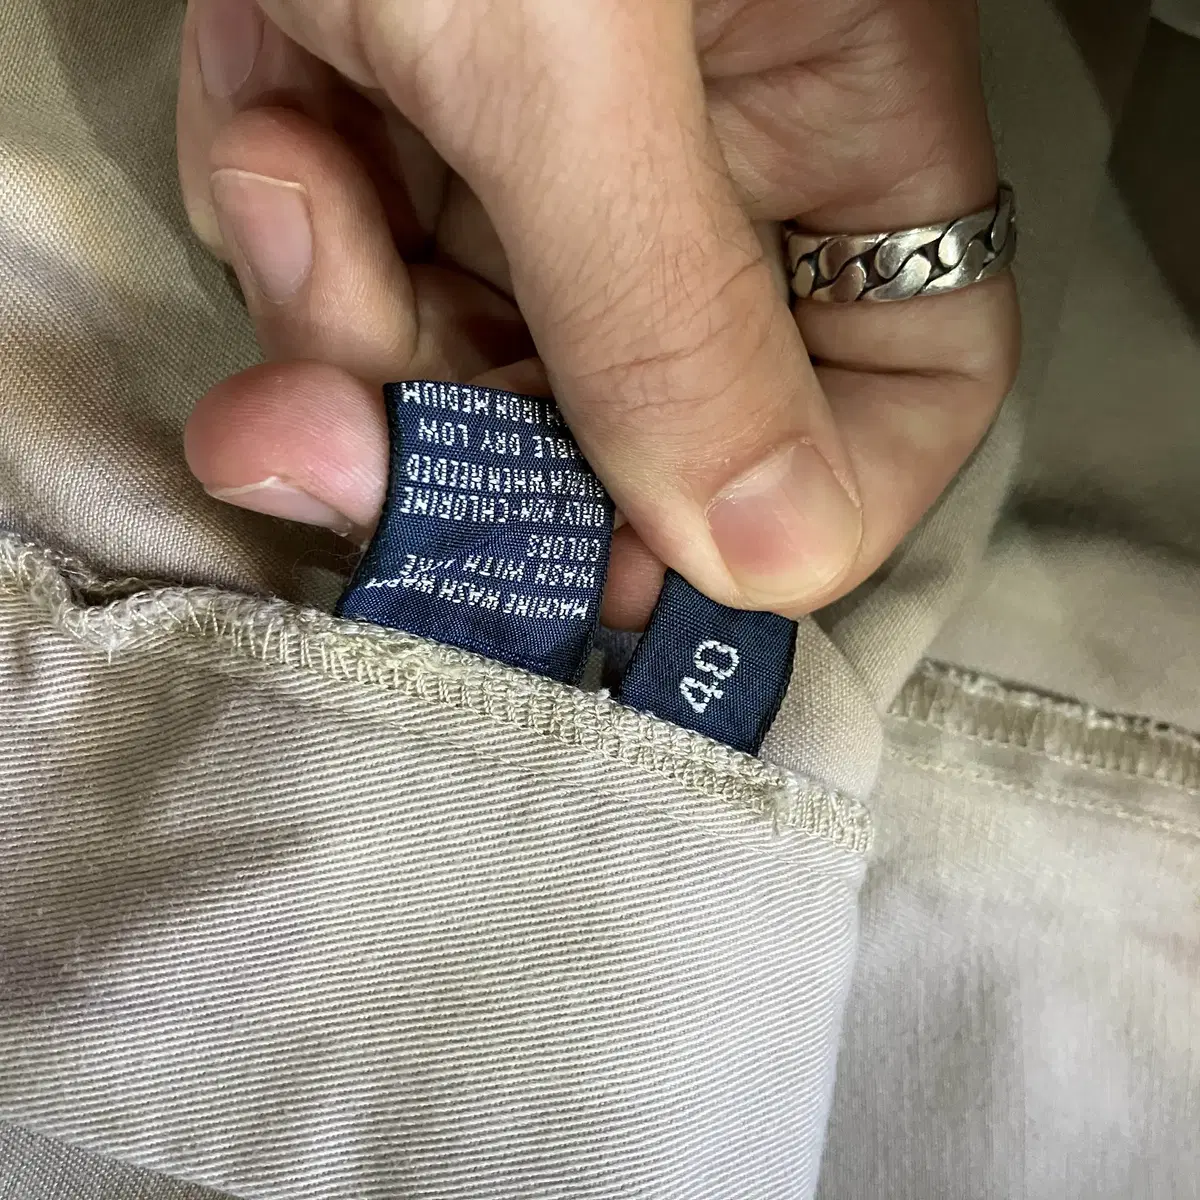 MACHINE WASH WARM
WASH WITH LIKE
COLORS
ONLY NON-CHLORINE
WHEN NEEDED
DRY LOW
IRON MEDIUM
40